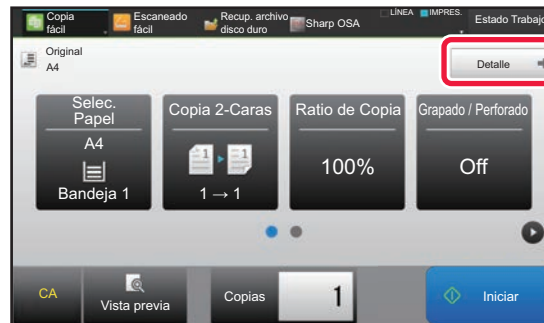 Copia
fácil
Escaneado
fácil
Recup. archivo
disco duro
Sharp OSA
LÍNEA
IMPRES.
Estado Trabajo
Original
A4
Detalle
Selec.
Papel
A4
Bandeja 1
Copia 2-Caras
1
1
1 → 1
Ratio de Copia
100%
Grapado / Perforado
Off
CA
Vista previa
Copias
1
Iniciar